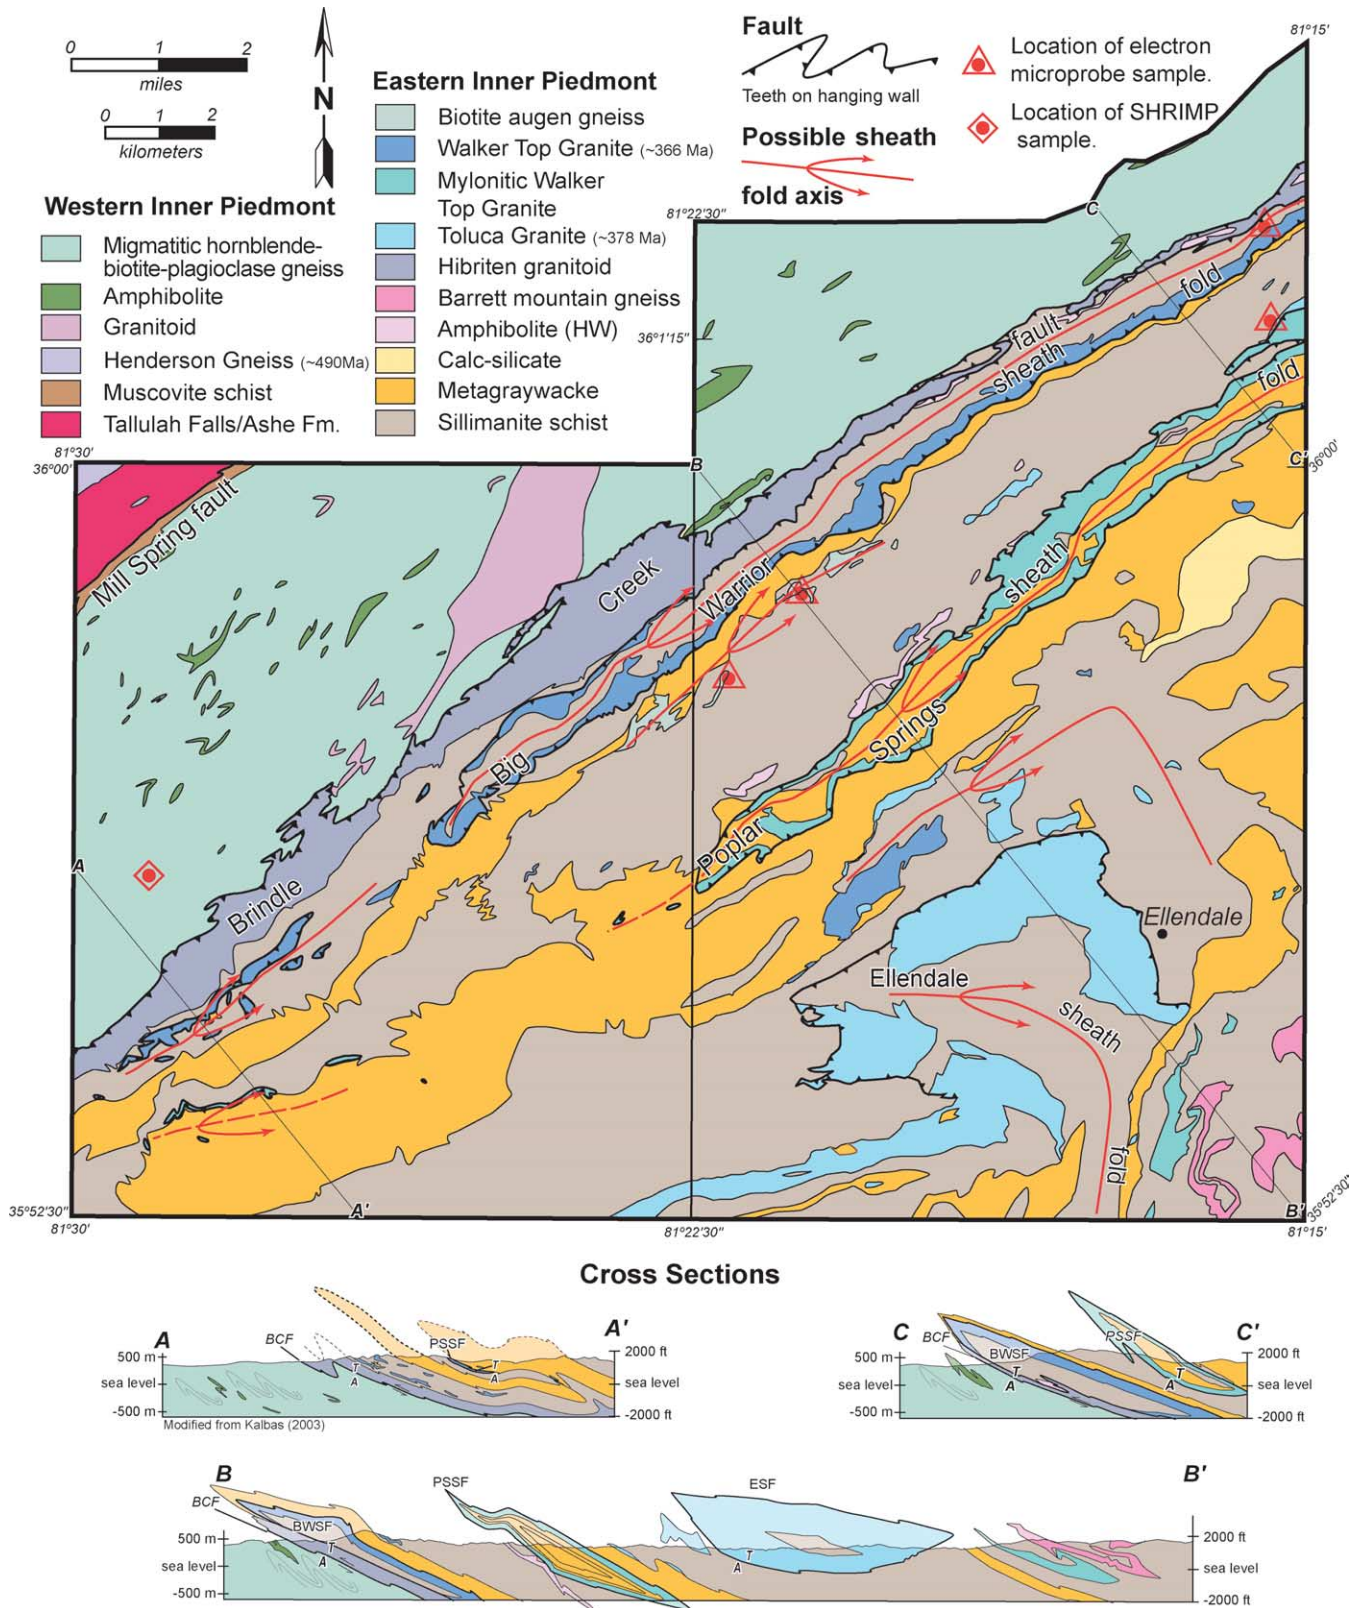 0 1 2
miles
0 1 2
kilometers
N
Western Inner Piedmont
Migmatitic hornblende-
biotite-plagioclase gneiss
Amphibolite
Granitoid
Henderson Gneiss (~490Ma)
Muscovite schist
Tallulah Falls/Ashe Fm.
Eastern Inner Piedmont
Biotite augen gneiss
Walker Top Granite (~366 Ma)
Mylonitic Walker
Top Granite
Toluca Granite (~378 Ma)
Hibriten granitoid
Barrett mountain gneiss
Amphibolite (HW)
Calc-silicate
Metagraywacke
Sillimanite schist
Fault
Teeth on hanging wall
Possible sheath
fold axis
Location of electron
microprobe sample.
Location of SHRIMP
sample.
81°15'
81°22'30"
C
36°1'15"
fault
sheath
fold
fold
81°30'
36°00'
B
C'
36°00'
Mill Spring fault
Creek
Warrior
sheath
Big
Springs
Poplar
A
Brindle
Ellendale
Ellendale
sheath
fold
35°52'30"
81°30'
A'
81°22'30"
B'
35°52'30"
81°15'
Cross Sections
A
BCF
PSSF
A'
500 m
sea level
-500 m
T
A
T
A
2000 ft
sea level
-2000 ft
Modified from Kalbas (2003)
C
BCF
BWSF
PSSF
C'
500 m
sea level
-500 m
T
A
T
A
2000 ft
sea level
-2000 ft
B
BCF
BWSF
PSSF
ESF
B'
500 m
sea level
-500 m
T
A
T
A
2000 ft
sea level
-2000 ft